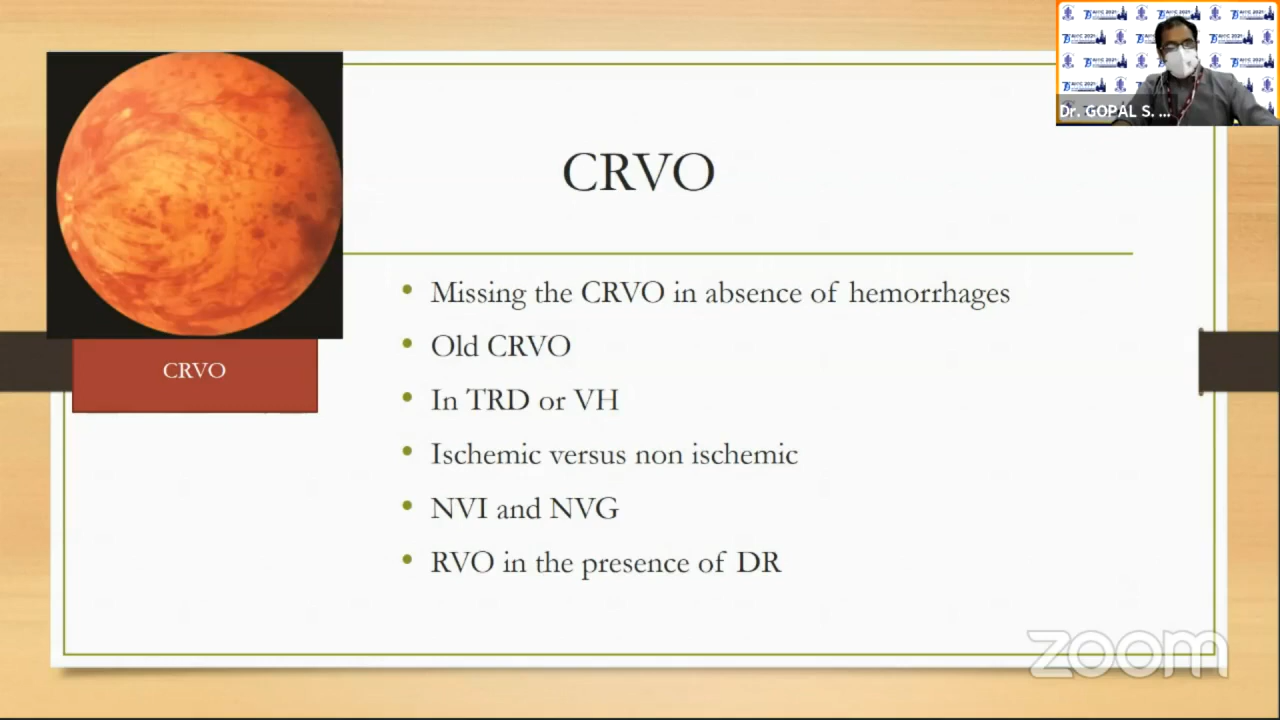 Dr. GOPAL S. ...
CRVO
CRVO
• Missing the CRVO in absence of hemorrhages
• Old CRVO
• In TRD or VH
• Ischemic versus non ischemic
• NVI and NVG
• RVO in the presence of DR
zoom